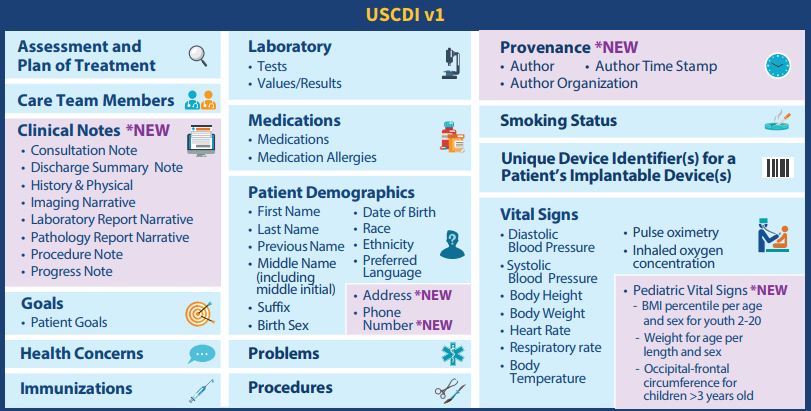 USCDI v1
Assessment and
Plan of Treatment
Care Team Members
Clinical Notes *NEW
• Consultation Note
• Discharge Summary Note
• History & Physical
• Imaging Narrative
• Laboratory Report Narrative
• Pathology Report Narrative
• Procedure Note
• Progress Note
Goals
• Patient Goals
Health Concerns
Immunizations
Laboratory
• Tests
• Values/Results
Medications
• Medications
• Medication Allergies
Patient Demographics
• First Name
• Last Name
• Previous Name
• Middle Name
(including
middle initial)
• Suffix
• Birth Sex
• Date of Birth
• Race
• Ethnicity
• Preferred
Language
• Address *NEW
• Phone
Number *NEW
Problems
Procedures
Provenance *NEW
• Author • Author Time Stamp
• Author Organization
Smoking Status
Unique Device Identifier(s) for a
Patient's Implantable Device(s)
Vital Signs
• Diastolic
Blood Pressure
• Systolic
Blood Pressure
• Body Height
• Body Weight
• Heart Rate
• Respiratory rate
• Body
Temperature
• Pulse oximetry
• Inhaled oxygen
concentration
• Pediatric Vital Signs *NEW
- BMI percentile per age
and sex for youth 2-20
- Weight for age per
length and sex
- Occipital-frontal
circumference for
children >3 years old